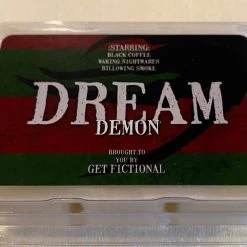 :STARRING:
BLACK COFFEE
WAKING NIGHTMARES
BILLOWING SMOKE
DREAM
DEMON
BROUGHT TO
YOU BY
GET FICTIONAL